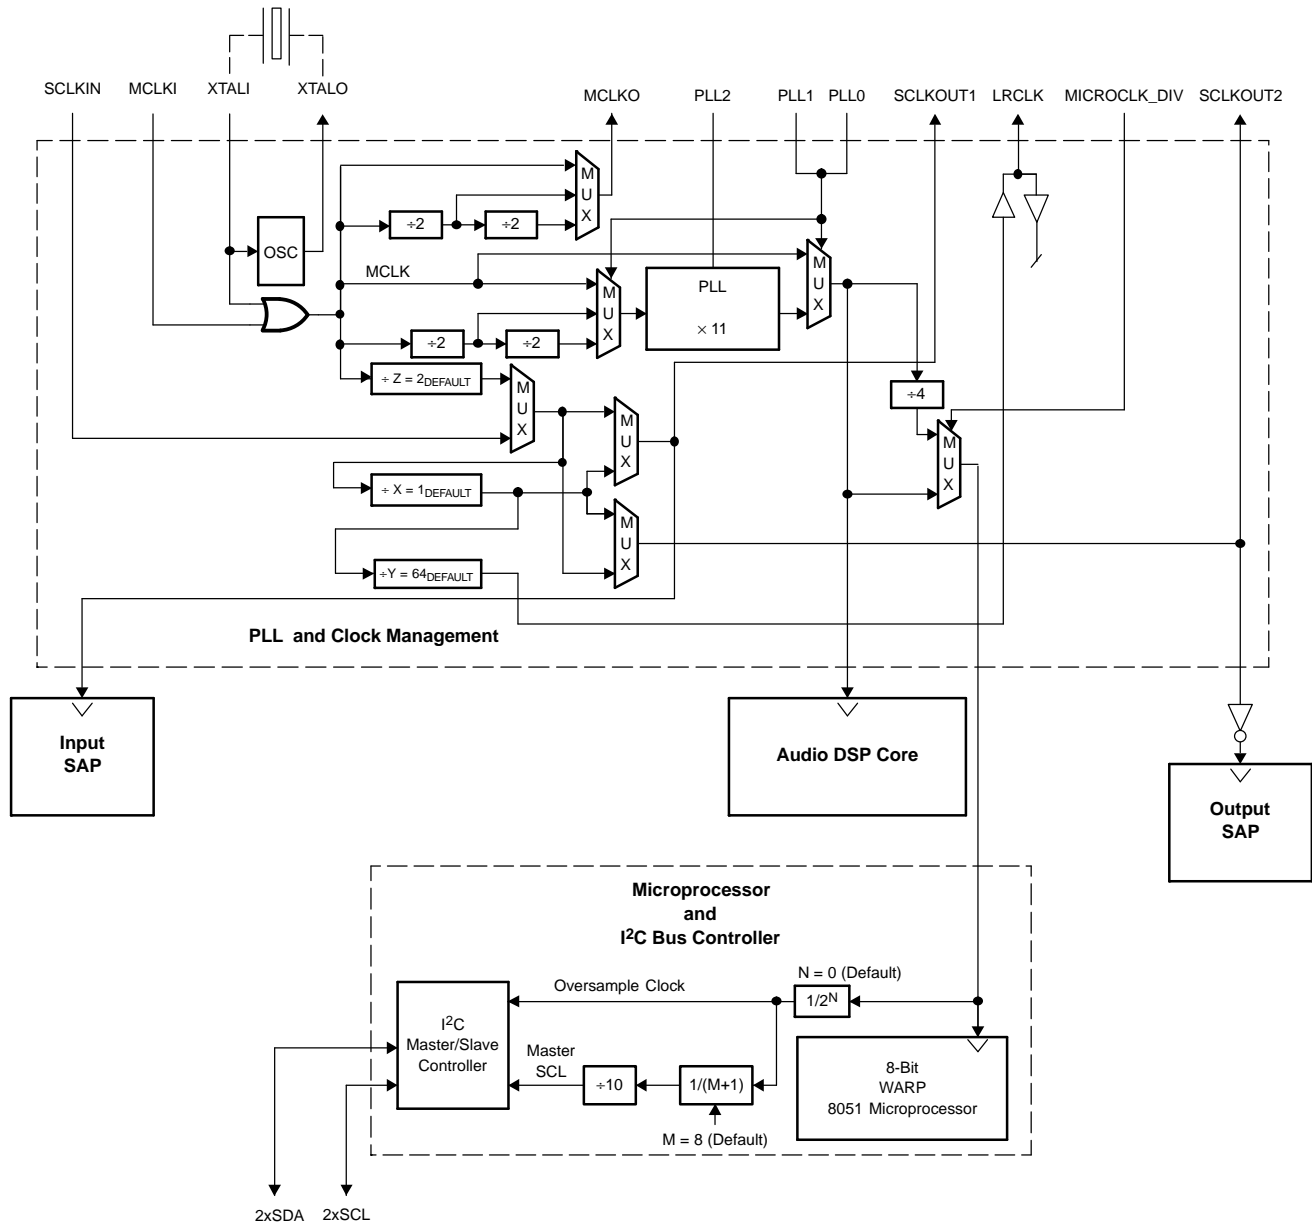 SCLKIN MCLKI XTALI XTALO MCLKO PLL2 PLL1 PLL0 SCLKOUT1 LRCLK MICROCLK_DIV SCLKOUT2
M
U
X
÷2 ÷2
OSC
MCLK
M
U
X
PLL
× 11
M
U
X
÷2 ÷2
÷ Z = 2DEFAULT
M
U
X
÷4
M
U
X
M
U
X
÷ X = 1DEFAULT
M
U
X
÷Y = 64DEFAULT
PLL and Clock Management
Input
SAP
Audio DSP Core
Output
SAP
Microprocessor
and
I2C Bus Controller
N = 0 (Default)
Oversample Clock
1/2N
I2C
Master/Slave
Controller
Master
SCL
÷10
1/(M+1)
M = 8 (Default)
8-Bit
WARP
8051 Microprocessor
2xSDA 2xSCL